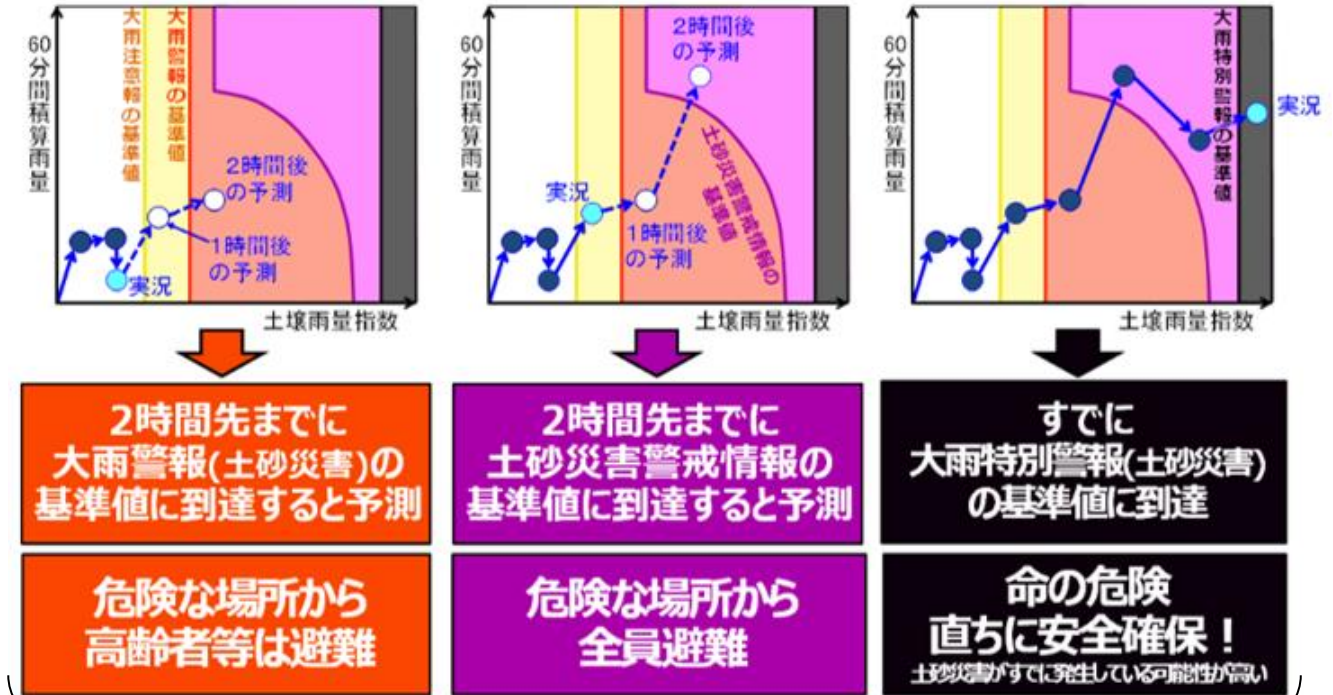 60分間積算雨量
大雨注意報の基準値
大雨警報の基準値
2時間後
の予測
1時間後
の予測
実況
土壌雨量指数
60分間積算雨量
2時間後
の予測
実況
1時間後
の予測
土砂災害警戒情報の
基準値
土壌雨量指数
60分間積算雨量
大雨特別警報の基準値
実況
土壌雨量指数
2時間先までに
大雨警報(土砂災害)の
基準値に到達すると予測
危険な場所から
高齢者等は避難
2時間先までに
土砂災害警戒情報の
基準値に到達すると予測
危険な場所から
全員避難
すでに
大雨特別警報(土砂災害)
の基準値に到達
命の危険
直ちに安全確保！
土砂災害がすでに発生している可能性が高い